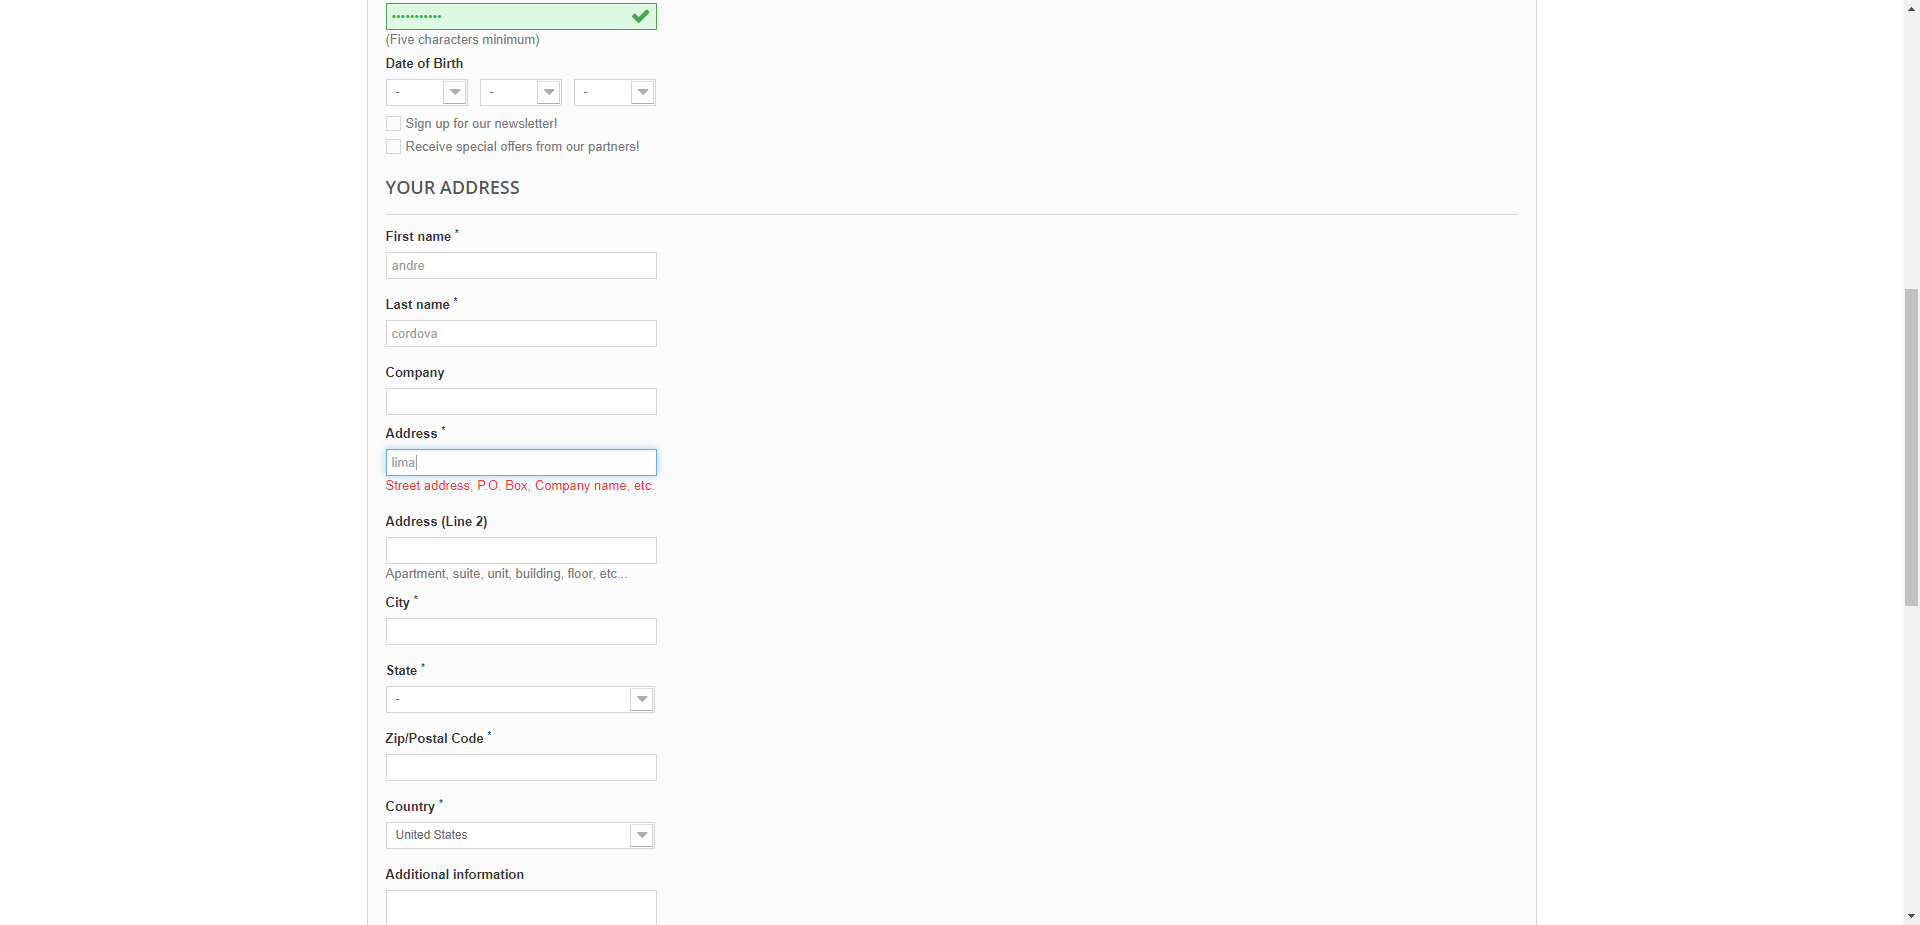 •••••••••••
(Five characters minimum)
Date of Birth
- - -
Sign up for our newsletter!
Receive special offers from our partners!
YOUR ADDRESS
First name *
andre
Last name *
cordova
Company
Address *
lima
Street address, P.O. Box, Company name, etc.
Address (Line 2)
Apartment, suite, unit, building, floor, etc...
City *
State *
-
Zip/Postal Code *
Country *
United States
Additional information